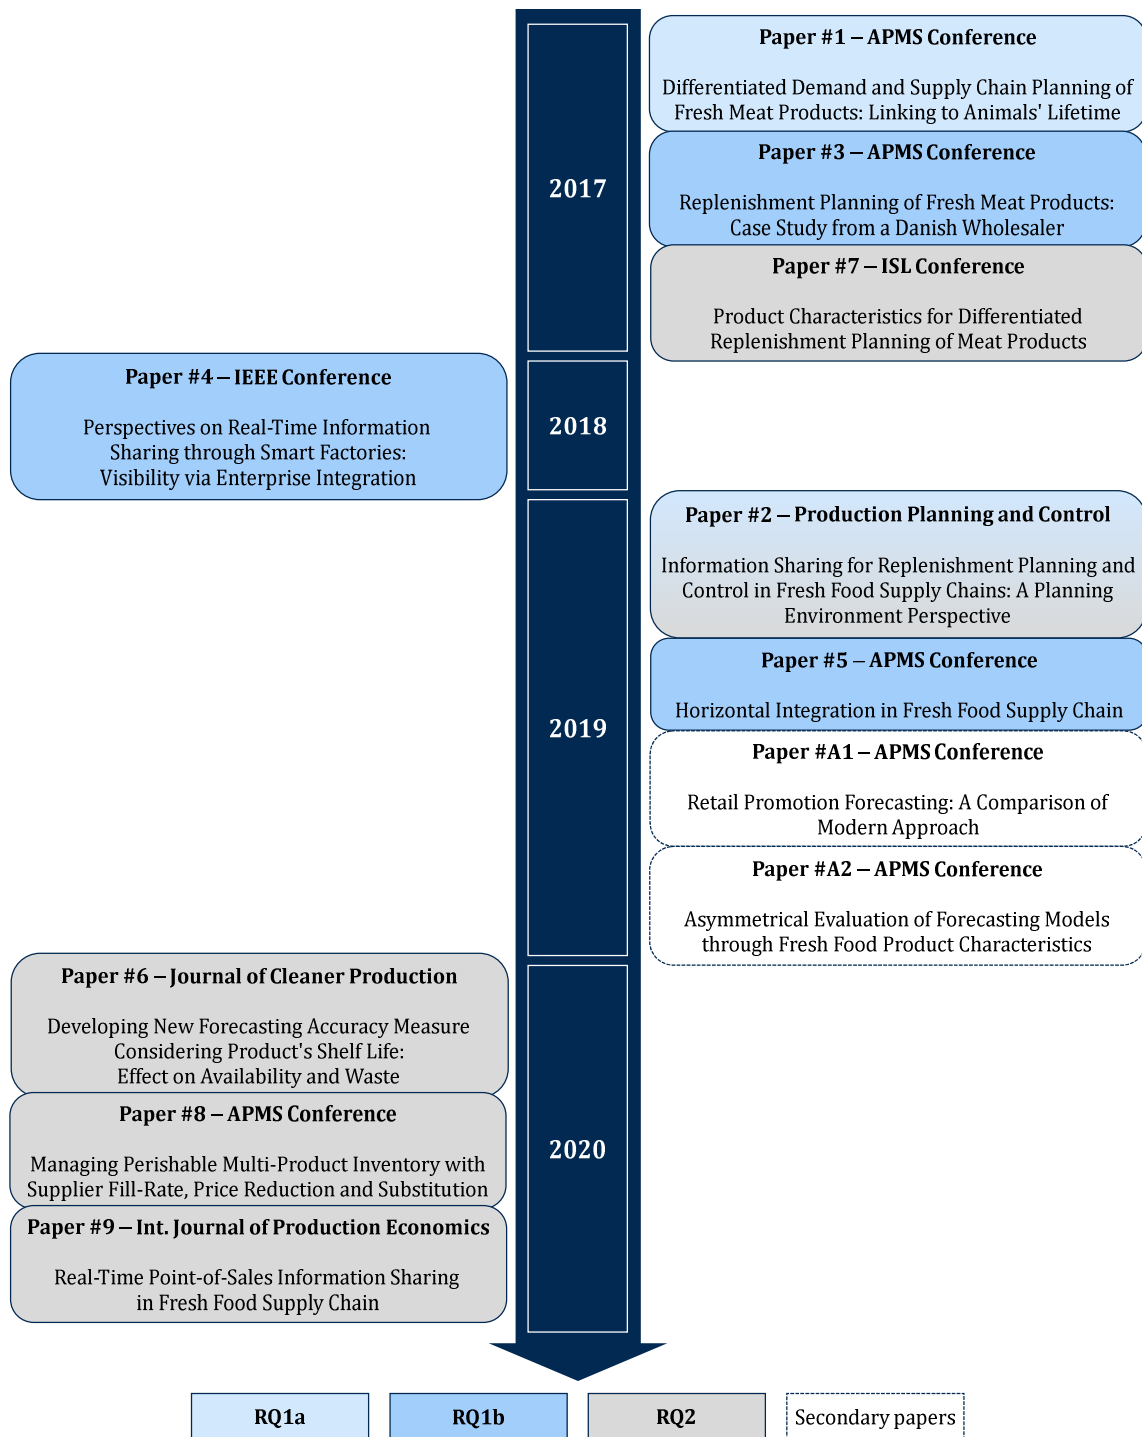 Paper #1 – APMS Conference
Differentiated Demand and Supply Chain Planning of
Fresh Meat Products: Linking to Animals' Lifetime
Paper #3 – APMS Conference
Replenishment Planning of Fresh Meat Products:
Case Study from a Danish Wholesaler
2017
Paper #7 – ISL Conference
Product Characteristics for Differentiated
Replenishment Planning of Meat Products
Paper #4 – IEEE Conference
Perspectives on Real-Time Information
Sharing through Smart Factories:
Visibility via Enterprise Integration
2018
Paper #2 – Production Planning and Control
Information Sharing for Replenishment Planning and
Control in Fresh Food Supply Chains: A Planning
Environment Perspective
Paper #5 – APMS Conference
Horizontal Integration in Fresh Food Supply Chain
2019
Paper #A1 – APMS Conference
Retail Promotion Forecasting: A Comparison of
Modern Approach
Paper #A2 – APMS Conference
Asymmetrical Evaluation of Forecasting Models
through Fresh Food Product Characteristics
Paper #6 – Journal of Cleaner Production
Developing New Forecasting Accuracy Measure
Considering Product's Shelf Life:
Effect on Availability and Waste
Paper #8 – APMS Conference
Managing Perishable Multi-Product Inventory with
Supplier Fill-Rate, Price Reduction and Substitution
2020
Paper #9 – Int. Journal of Production Economics
Real-Time Point-of-Sales Information Sharing
in Fresh Food Supply Chain
RQ1a
RQ1b
RQ2
Secondary papers